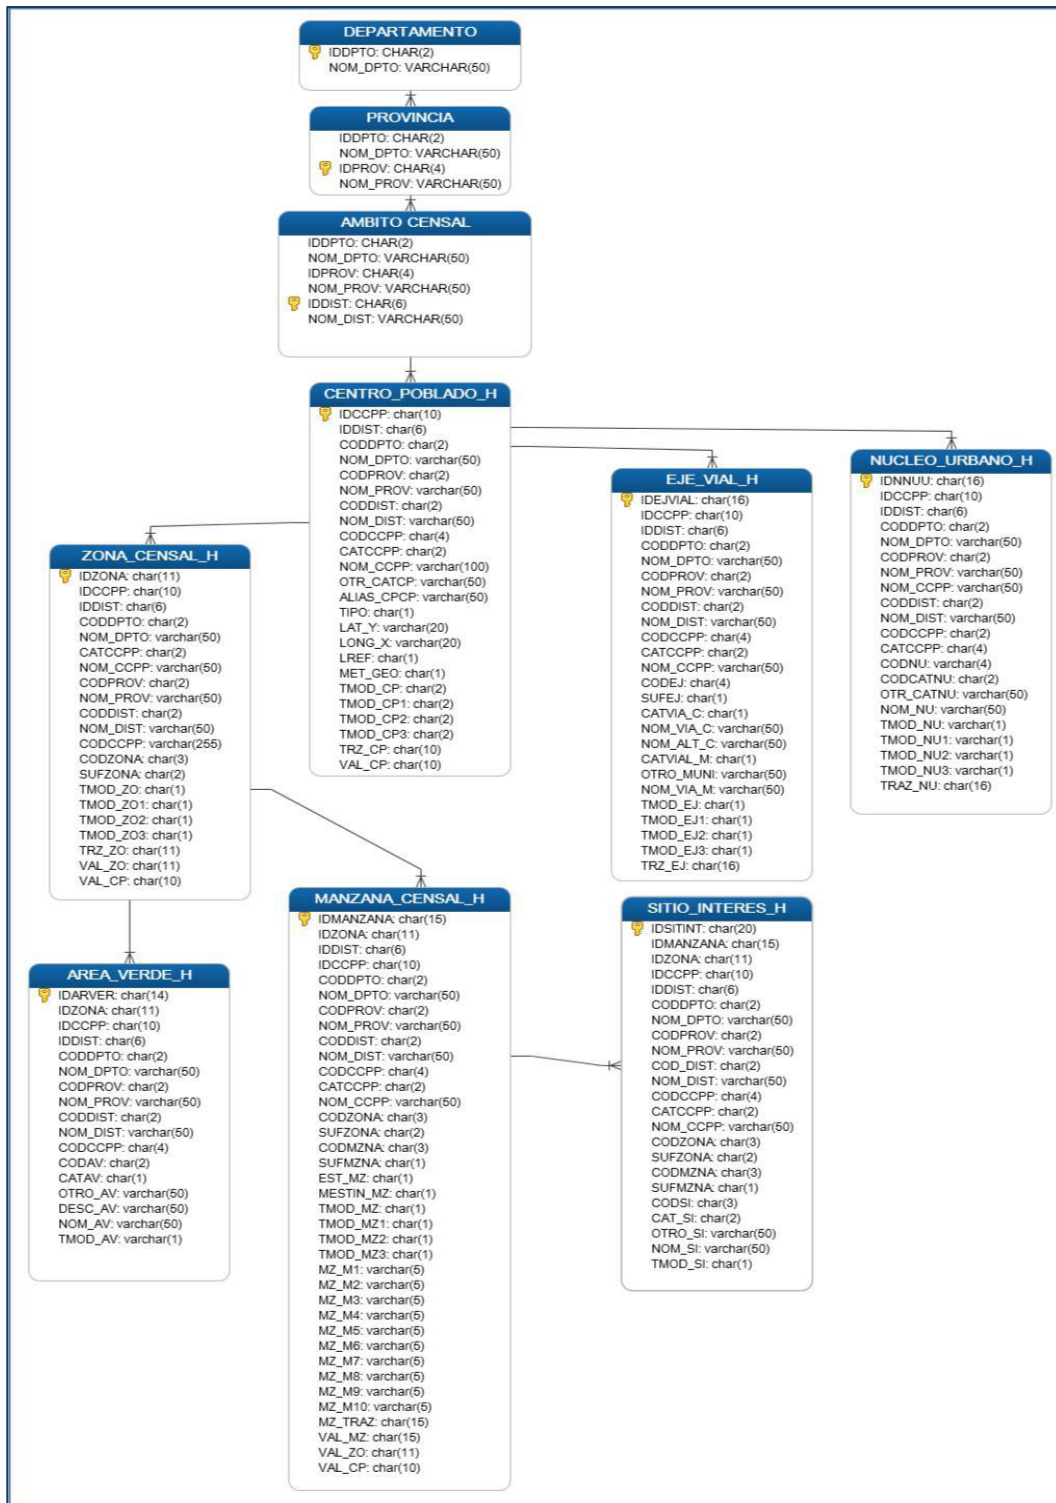 DEPARTAMENTO
IDDPTO: CHAR(2)
NOM_DPTO: VARCHAR(50)
PROVINCIA
IDDPTO: CHAR(2)
NOM_DPTO: VARCHAR(50)
IDPROV: CHAR(4)
NOM_PROV: VARCHAR(50)
AMBITO CENSAL
IDDPTO: CHAR(2)
NOM_DPTO: VARCHAR(50)
IDPROV: CHAR(4)
NOM_PROV: VARCHAR(50)
IDDIST: CHAR(6)
NOM_DIST: VARCHAR(50)
CENTRO_POBLADO_H
IDCCPP: char(10)
IDDIST: char(6)
CODDPTO: char(2)
NOM_DPTO: varchar(50)
CODPROV: char(2)
NOM_PROV: varchar(50)
CODDIST: char(2)
NOM_DIST: varchar(50)
CODCCPP: char(4)
CATCCPP: char(2)
NOM_CCPP: varchar(100)
OTR_CATCP: varchar(50)
ALIAS_CPCP: varchar(50)
TIPO: char(1)
LAT_Y: varchar(20)
LONG_X: varchar(20)
LREF: char(1)
MET_GEO: char(1)
TMOD_CP: char(2)
TMOD_CP1: char(2)
TMOD_CP2: char(2)
TMOD_CP3: char(2)
TRZ_CP: char(10)
VAL_CP: char(10)
EJE_VIAL_H
IDEJVIAL: char(16)
IDCCPP: char(10)
IDDIST: char(6)
CODDPTO: char(2)
NOM_DPTO: varchar(50)
CODPROV: char(2)
NOM_PROV: varchar(50)
CODDIST: char(2)
NOM_DIST: varchar(50)
CODCCPP: char(4)
CATCCPP: char(2)
NOM_CCPP: varchar(50)
CODEJ: char(4)
SUFEJ: char(1)
CATVIA_C: char(1)
NOM_VIA_C: varchar(50)
NOM_ALT_C: varchar(50)
CATVIAL_M: char(1)
OTRO_MUNI: varchar(50)
NOM_VIA_M: varchar(50)
TMOD_EJ: char(1)
TMOD_EJ1: char(1)
TMOD_EJ2: char(1)
TMOD_EJ3: char(1)
TRZ_EJ: char(16)
NUCLEO_URBANO_H
IDNNUU: char(16)
IDCCPP: char(10)
IDDIST: char(6)
CODDPTO: char(2)
NOM_DPTO: varchar(50)
CODPROV: char(2)
NOM_PROV: varchar(50)
NOM_CCPP: varchar(50)
CODDIST: char(2)
NOM_DIST: varchar(50)
CODCCPP: char(2)
CATCCPP: char(4)
CODNU: varchar(4)
CODCATNU: char(2)
OTR_CATNU: varchar(50)
NOM_NU: varchar(50)
TMOD_NU: varchar(1)
TMOD_NU1: varchar(1)
TMOD_NU2: varchar(1)
TMOD_NU3: varchar(1)
TRAZ_NU: char(16)
ZONA_CENSAL_H
IDZONA: char(11)
IDCCPP: char(10)
IDDIST: char(6)
CODDPTO: char(2)
NOM_DPTO: varchar(50)
CATCCPP: char(2)
NOM_CCPP: varchar(50)
CODPROV: char(2)
NOM_PROV: varchar(50)
CODDIST: char(2)
NOM_DIST: varchar(50)
CODCCPP: varchar(255)
CODZONA: char(3)
SUFZONA: char(2)
TMOD_ZO: char(1)
TMOD_ZO1: char(1)
TMOD_ZO2: char(1)
TMOD_ZO3: char(1)
TRZ_ZO: char(11)
VAL_ZO: char(11)
VAL_CP: char(10)
MANZANA_CENSAL_H
IDMANZANA: char(15)
IDZONA: char(11)
IDDIST: char(6)
IDCCPP: char(10)
CODDPTO: char(2)
NOM_DPTO: varchar(50)
CODPROV: char(2)
NOM_PROV: varchar(50)
CODDIST: char(2)
NOM_DIST: varchar(50)
CODCCPP: char(4)
CATCCPP: char(2)
NOM_CCPP: varchar(50)
CODZONA: char(3)
SUFZONA: char(2)
CODMZNA: char(3)
SUFMZNA: char(1)
EST_MZ: char(1)
MESTIN_MZ: char(1)
TMOD_MZ: char(1)
TMOD_MZ1: char(1)
TMOD_MZ2: char(1)
TMOD_MZ3: char(1)
MZ_M1: varchar(5)
MZ_M2: varchar(5)
MZ_M3: varchar(5)
MZ_M4: varchar(5)
MZ_M5: varchar(5)
MZ_M6: varchar(5)
MZ_M7: varchar(5)
MZ_M8: varchar(5)
MZ_M9: varchar(5)
MZ_M10: varchar(5)
MZ_TRAZ: char(15)
VAL_MZ: char(15)
VAL_ZO: char(11)
VAL_CP: char(10)
SITIO_INTERES_H
IDSITINT: char(20)
IDMANZANA: char(15)
IDZONA: char(11)
IDCCPP: char(10)
IDDIST: char(6)
CODDPTO: char(2)
NOM_DPTO: varchar(50)
CODPROV: char(2)
NOM_PROV: varchar(50)
COD_DIST: char(2)
NOM_DIST: varchar(50)
CODCCPP: char(4)
CATCCPP: char(2)
NOM_CCPP: varchar(50)
CODZONA: char(3)
SUFZONA: char(2)
CODMZNA: char(3)
SUFMZNA: char(1)
CODSI: char(3)
CAT_SI: char(2)
OTRO_SI: varchar(50)
NOM_SI: varchar(50)
TMOD_SI: char(1)
AREA_VERDE_H
IDARVER: char(14)
IDZONA: char(11)
IDCCPP: char(10)
IDDIST: char(6)
CODDPTO: char(2)
NOM_DPTO: varchar(50)
CODPROV: char(2)
NOM_PROV: varchar(50)
CODDIST: char(2)
NOM_DIST: varchar(50)
CODCCPP: char(4)
CODAV: char(2)
CATAV: char(1)
OTRO_AV: varchar(50)
DESC_AV: varchar(50)
NOM_AV: varchar(50)
TMOD_AV: varchar(1)